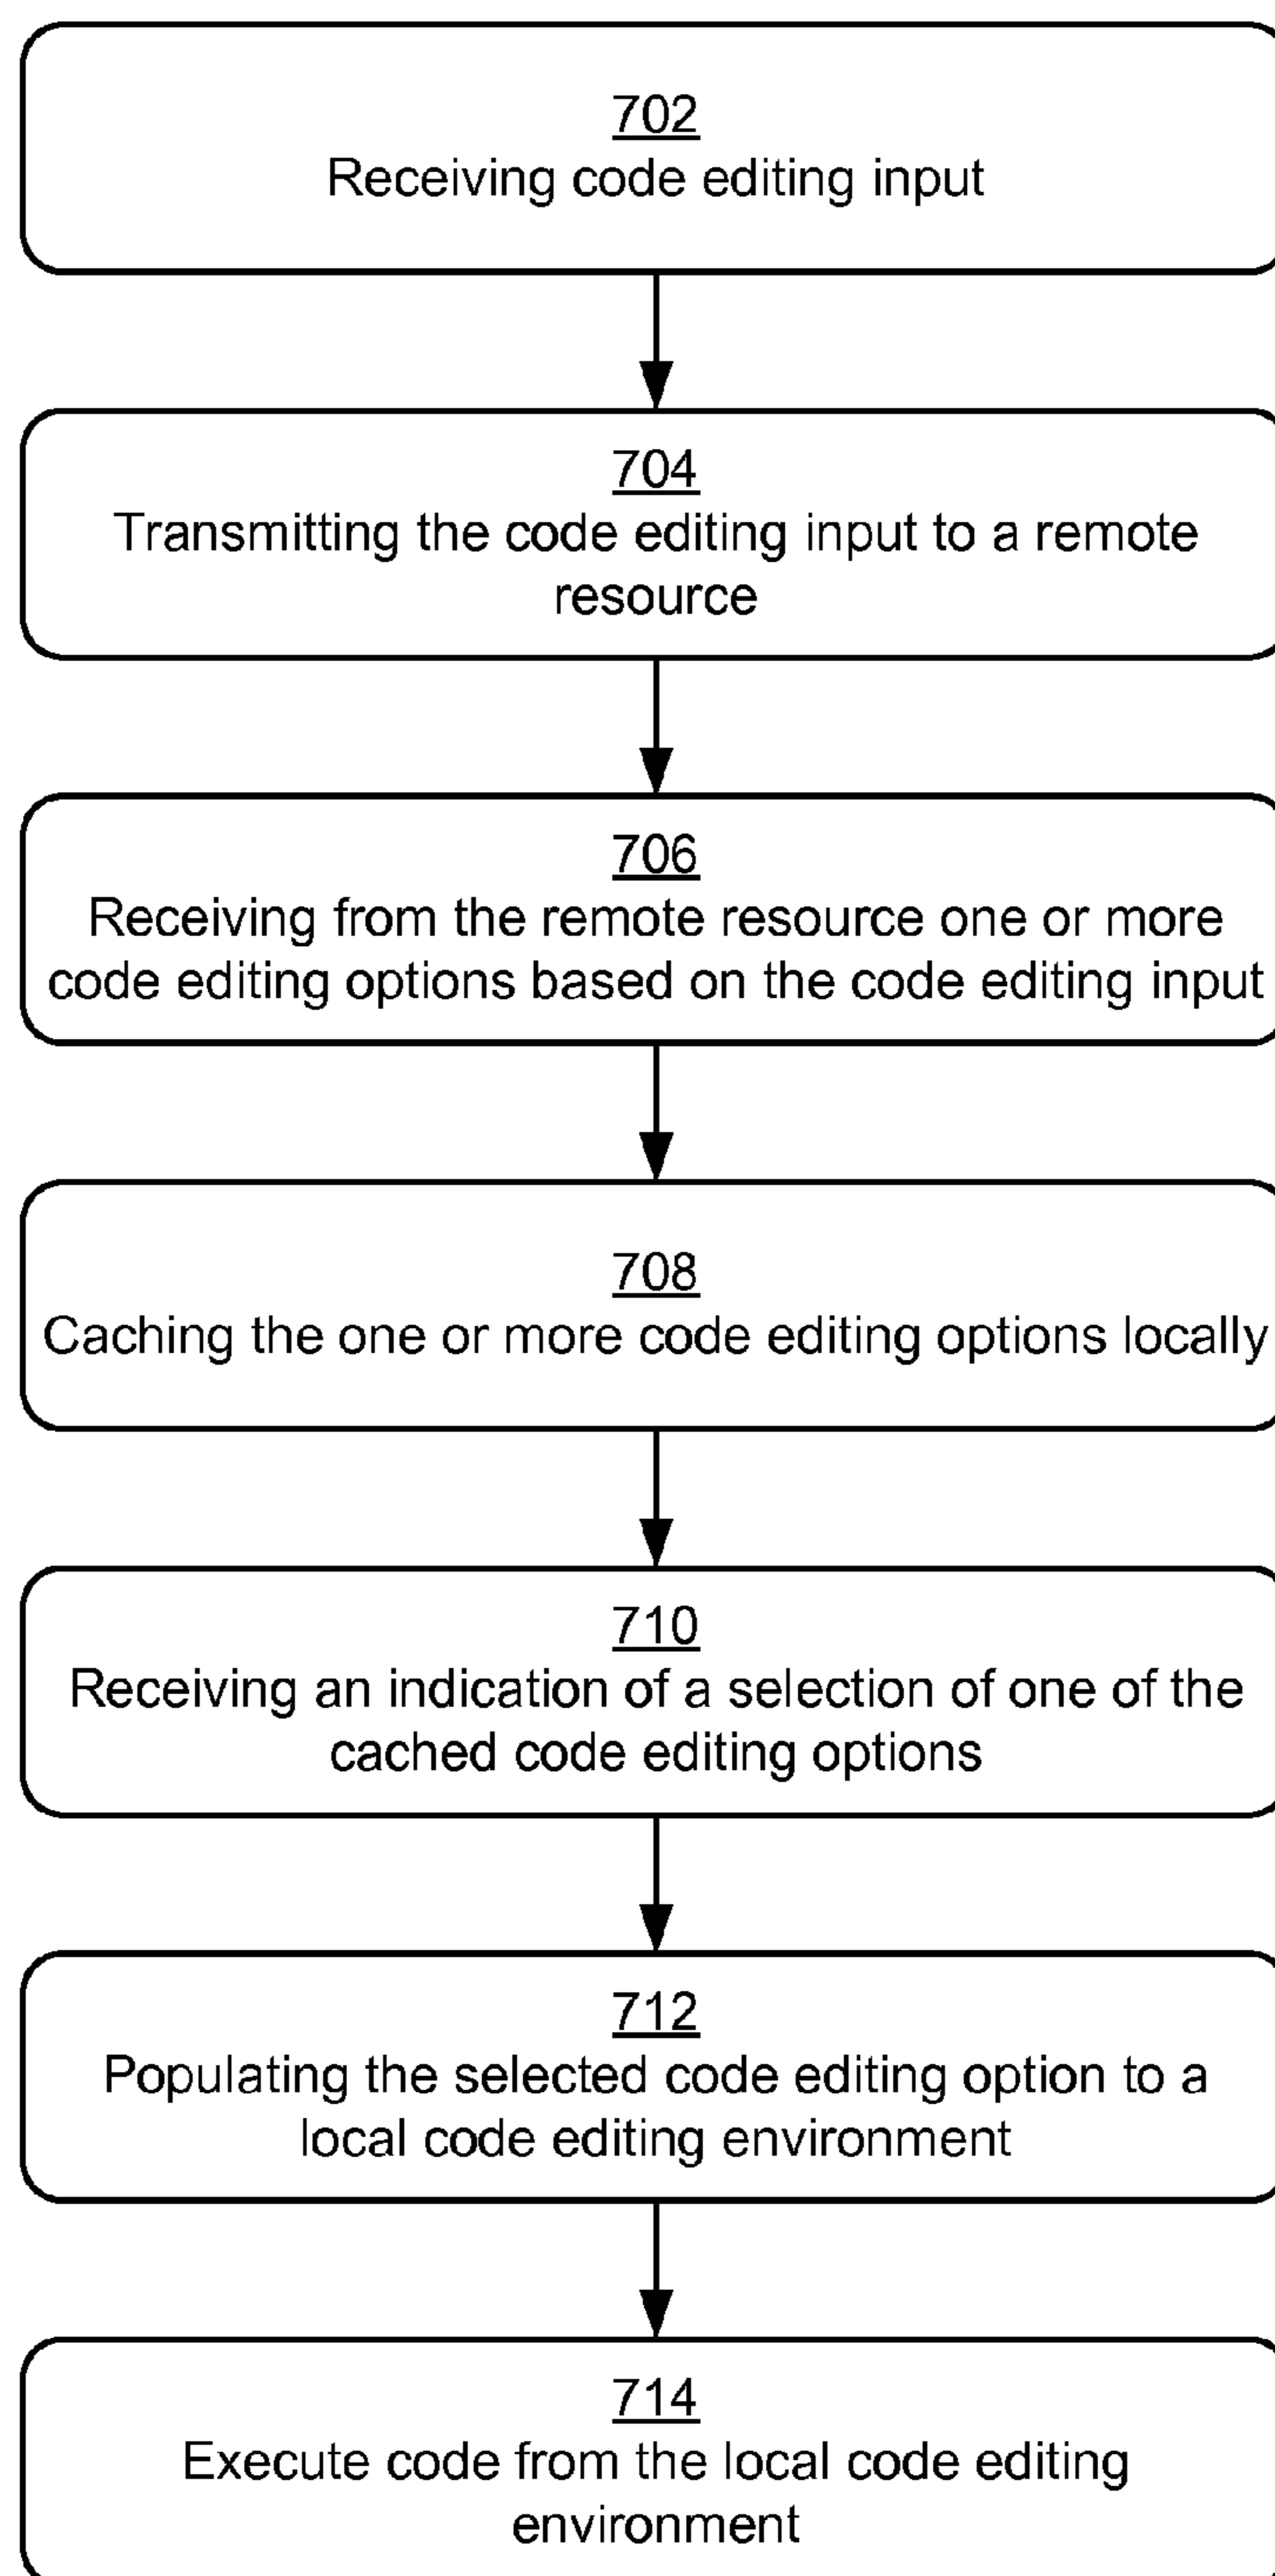 702
Receiving code editing input
704
Transmitting the code editing input to a remote
resource
706
Receiving from the remote resource one or more
code editing options based on the code editing input
708
Caching the one or more code editing options locally
710
Receiving an indication of a selection of one of the
cached code editing options
712
Populating the selected code editing option to a
local code editing environment
714
Execute code from the local code editing
environment